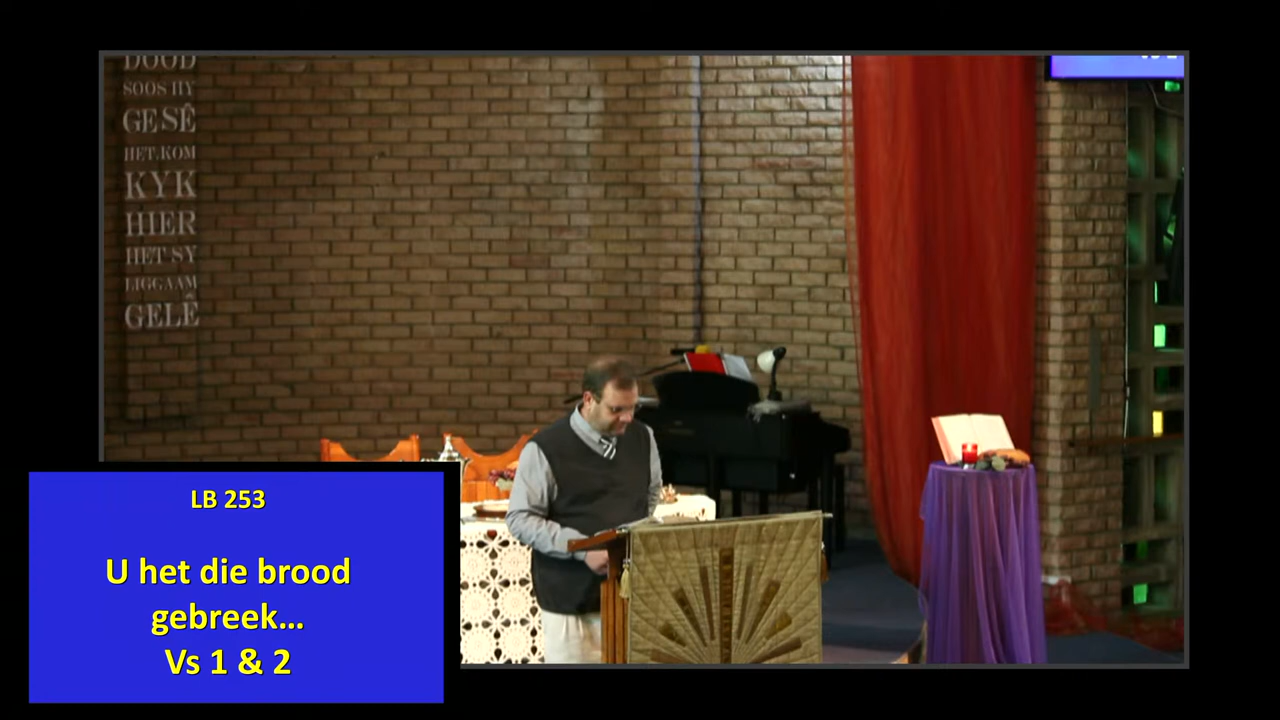 DOOD
SOOS HY
GESÊ
HET.KOM
KYK
HIER
HET SY
LIGGAAM
GELÊ
LB 253
U het die brood
gebreek...
Vs 1 & 2